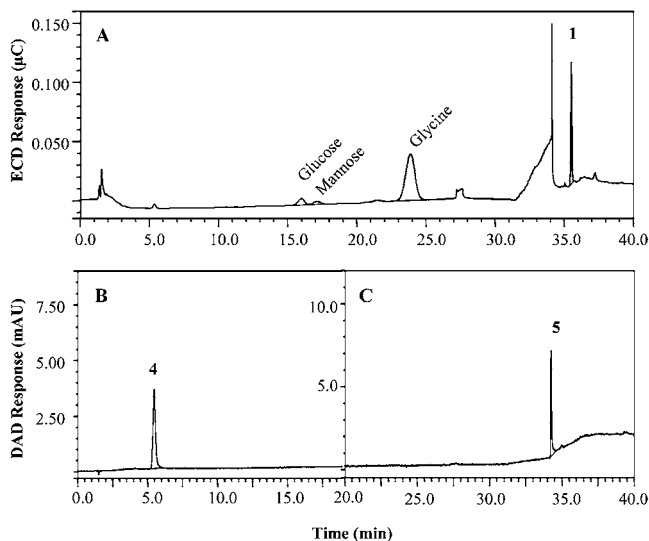 0.150
A
1
0.100
ECD Response (µC)
Glucose
Mannose
Glycine
0.050
0.0 5.0 10.0 15.0 20.0 25.0 30.0 35.0 40.0
B
C
7.50
10.0
4
5
5.00
DAD Response (mAU)
5.0
2.50
0.0 5.0 10.0 15.0 20.0 25.0 30.0 35.0 40.0
Time (min)